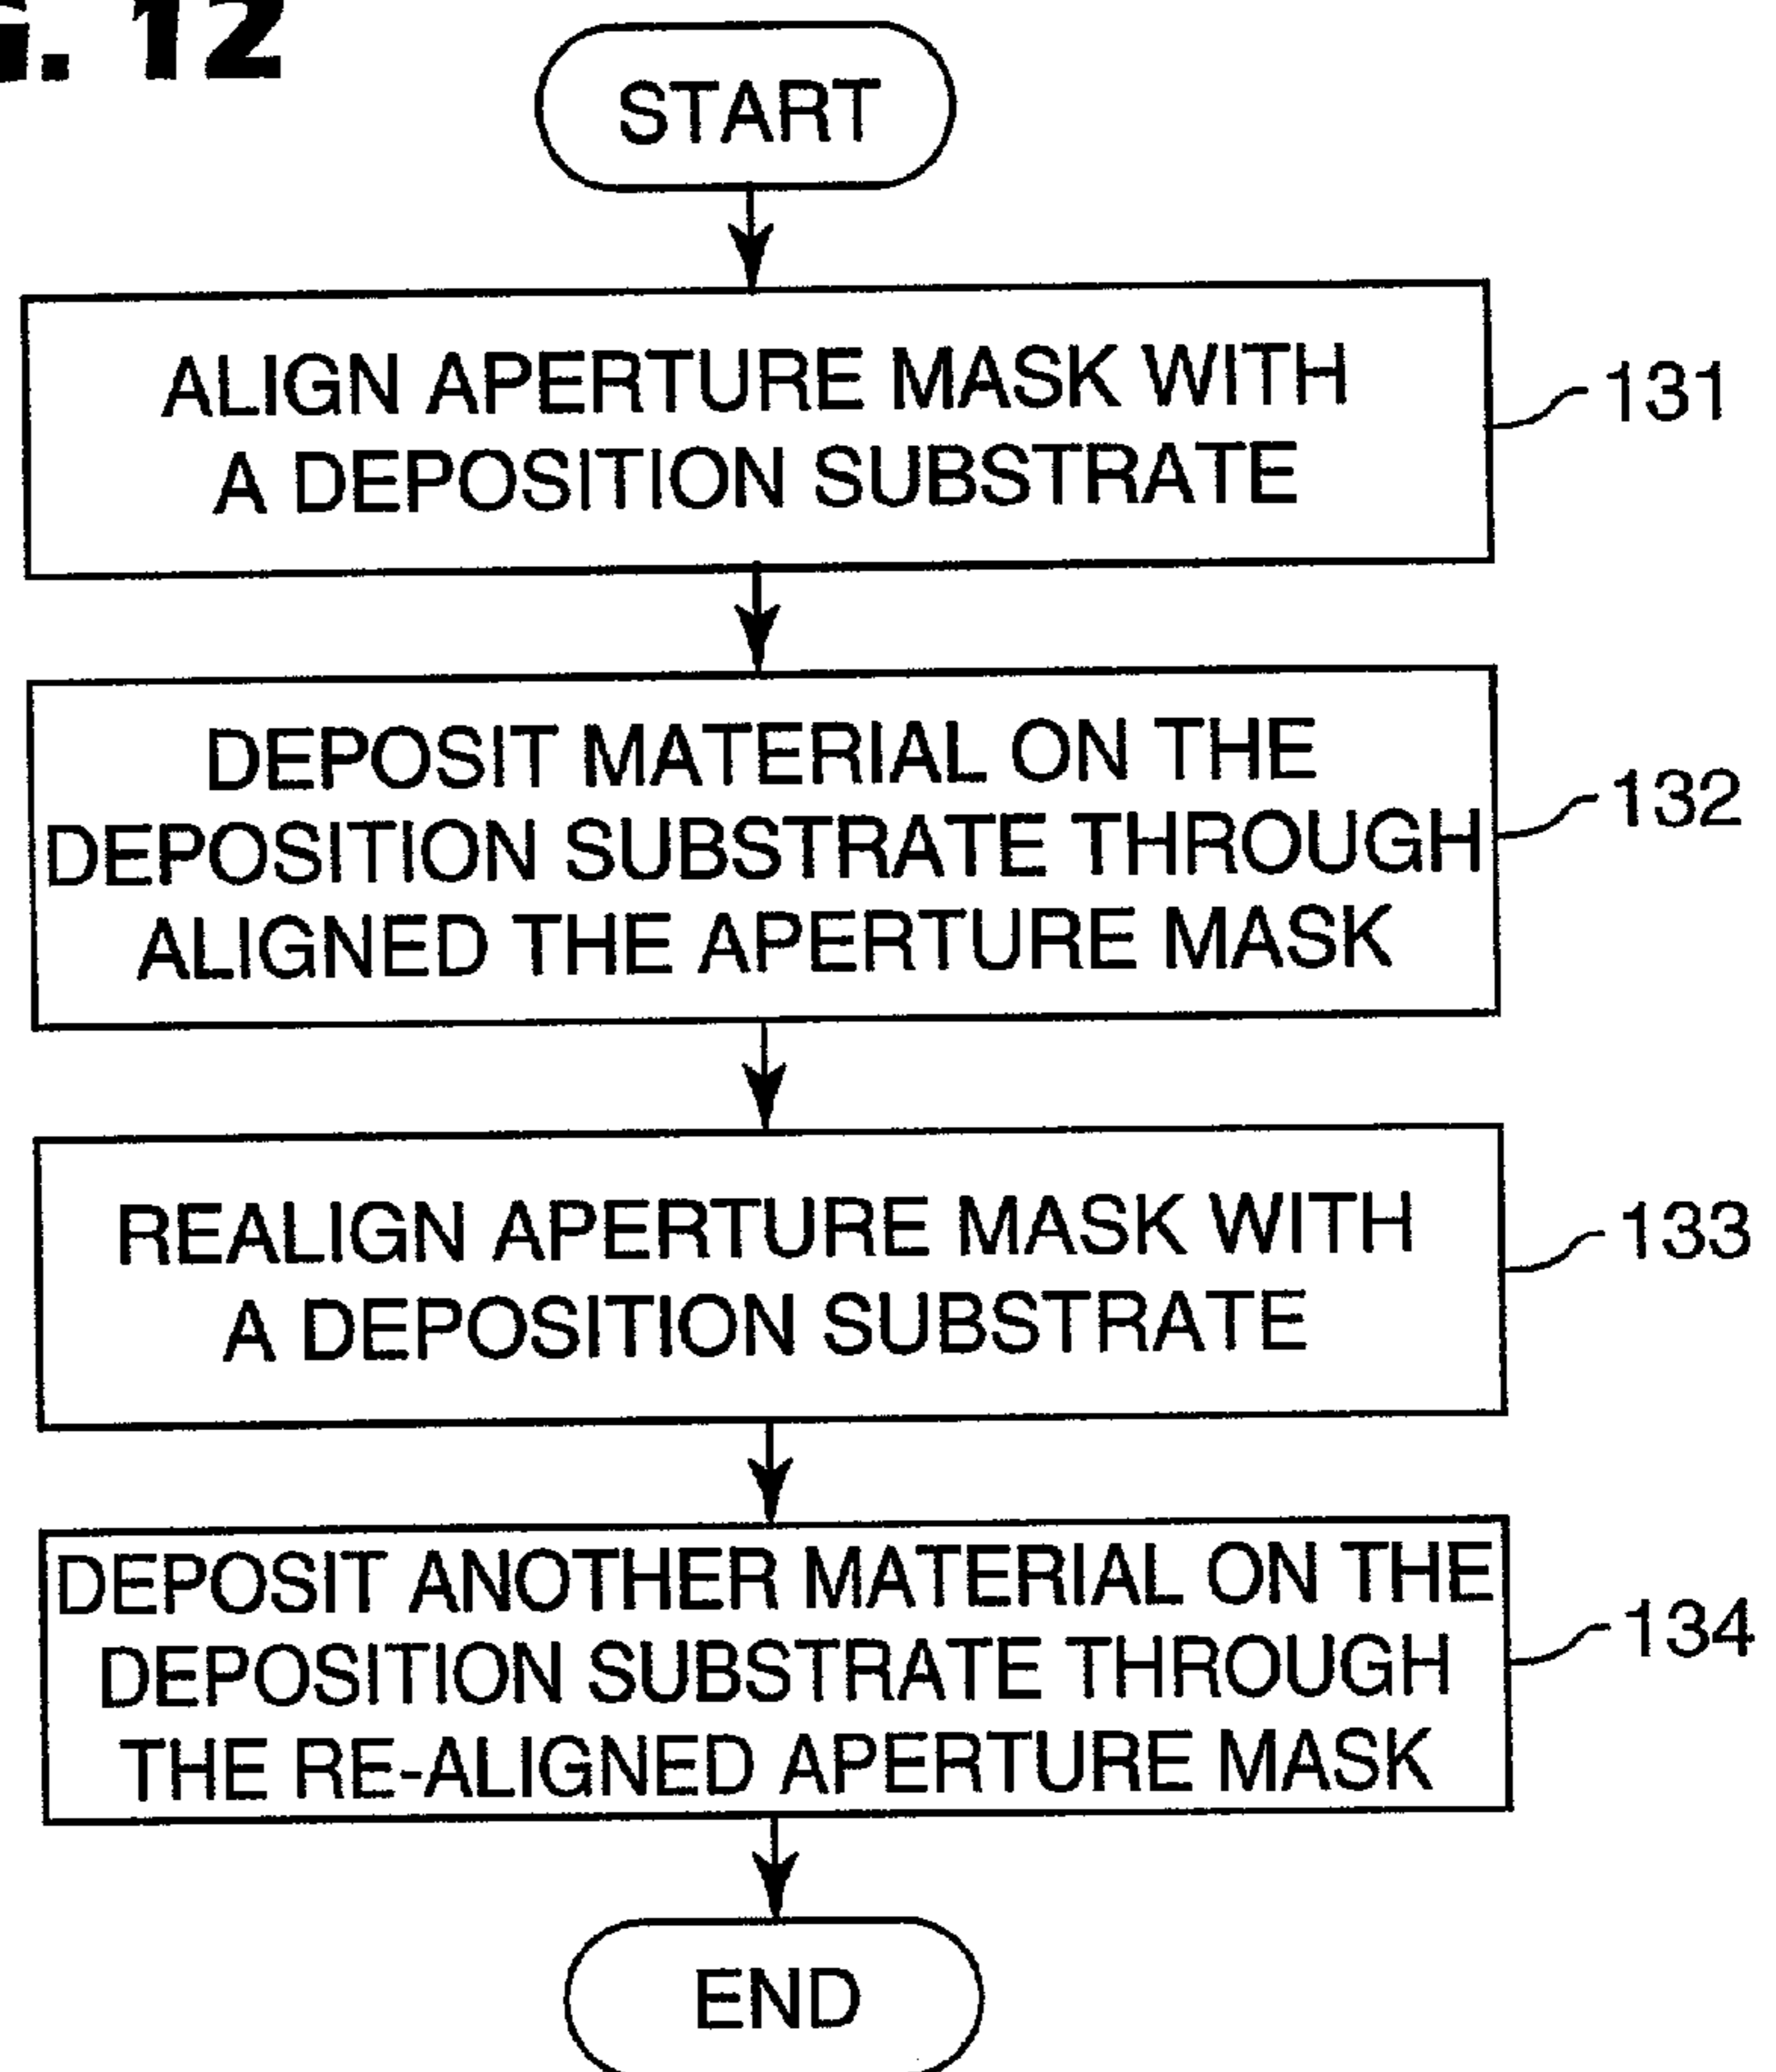 G. 12
START
ALIGN APERTURE MASK WITH
A DEPOSITION SUBSTRATE
131
DEPOSIT MATERIAL ON THE
DEPOSITION SUBSTRATE THROUGH
ALIGNED THE APERTURE MASK
132
REALIGN APERTURE MASK WITH
A DEPOSITION SUBSTRATE
133
DEPOSIT ANOTHER MATERIAL ON THE
DEPOSITION SUBSTRATE THROUGH
THE RE-ALIGNED APERTURE MASK
134
END